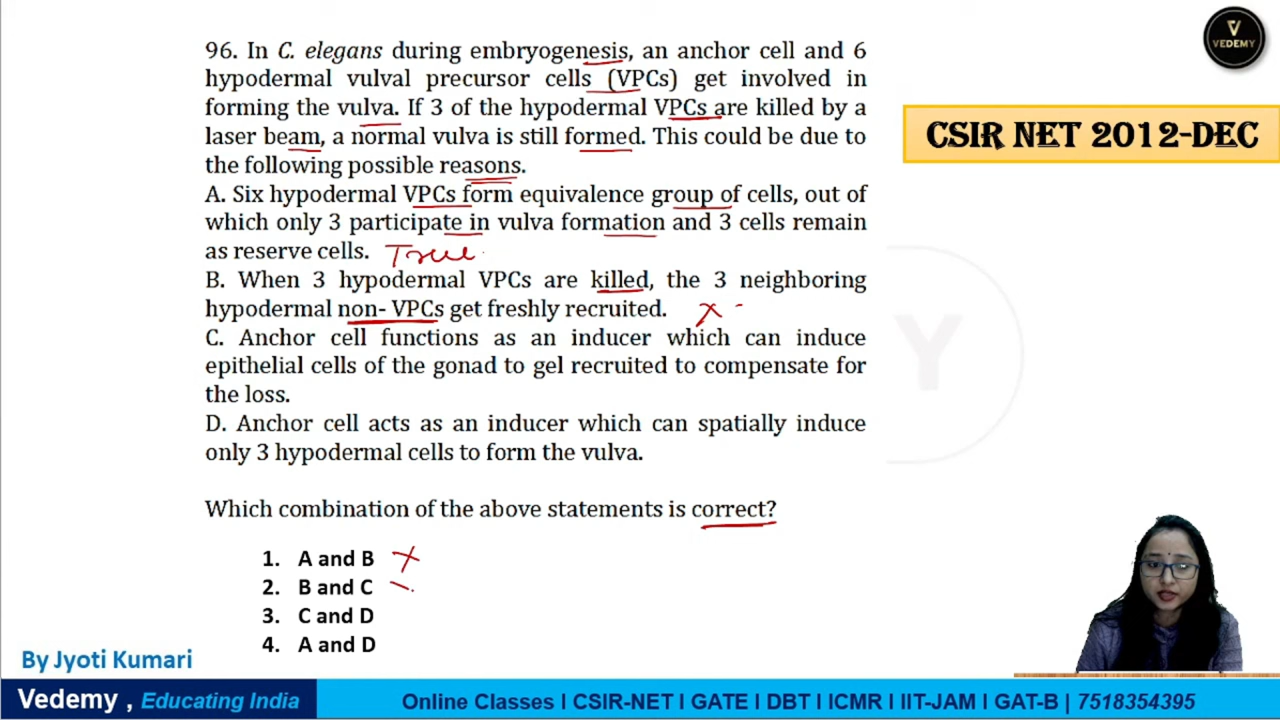 96. In C. elegans during embryogenesis, an anchor cell and 6
hypodermal vulval precursor cells (VPCs) get involved in
forming the vulva. If 3 of the hypodermal VPCs are killed by a
laser beam, a normal vulva is still formed. This could be due to
the following possible reasons.
A. Six hypodermal VPCs form equivalence group of cells, out of
which only 3 participate in vulva formation and 3 cells remain
as reserve cells. True
B. When 3 hypodermal VPCs are killed, the 3 neighboring
hypodermal non- VPCs get freshly recruited.
C. Anchor cell functions as an inducer which can induce
epithelial cells of the gonad to gel recruited to compensate for
the loss.
D. Anchor cell acts as an inducer which can spatially induce
only 3 hypodermal cells to form the vulva.
Which combination of the above statements is correct?
1. A and B
2. B and C
3. C and D
4. A and D
V
VEDEMY
CSIR NET 2012-DEC
Y
By Jyoti Kumari
Vedemy , Educating India
Online Classes I CSIR-NET I GATE I DBT I ICMR I IIT-JAM I GAT-B | 7518354395